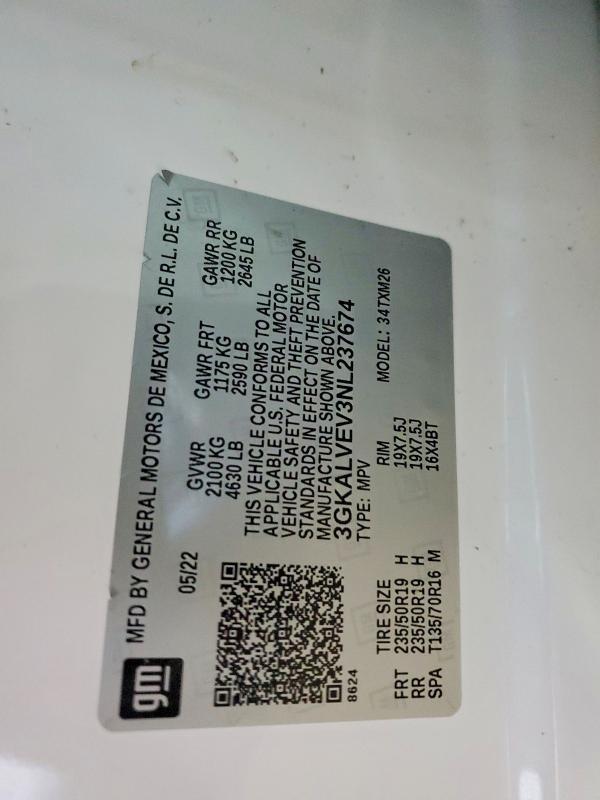 gm
MFD BY GENERAL MOTORS DE MEXICO, S. DE R.L. DE C.V.
05/22
GVWR GAWR FRT GAWR RR
2100 KG 1175 KG 1200 KG
4630 LB 2590 LB 2645 LB
THIS VEHICLE CONFORMS TO ALL
APPLICABLE U.S. FEDERAL MOTOR
VEHICLE SAFETY AND THEFT PREVENTION
STANDARDS IN EFFECT ON THE DATE OF
MANUFACTURE SHOWN ABOVE.
3GKALVEV3NL237674
TYPE: MPV MODEL: 34TXM26
8624
TIRE SIZE RIM
FRT 235/50R19 H 19X7.5J
RR 235/50R19 H 19X7.5J
SPA T135/70R16 M 16X4BT